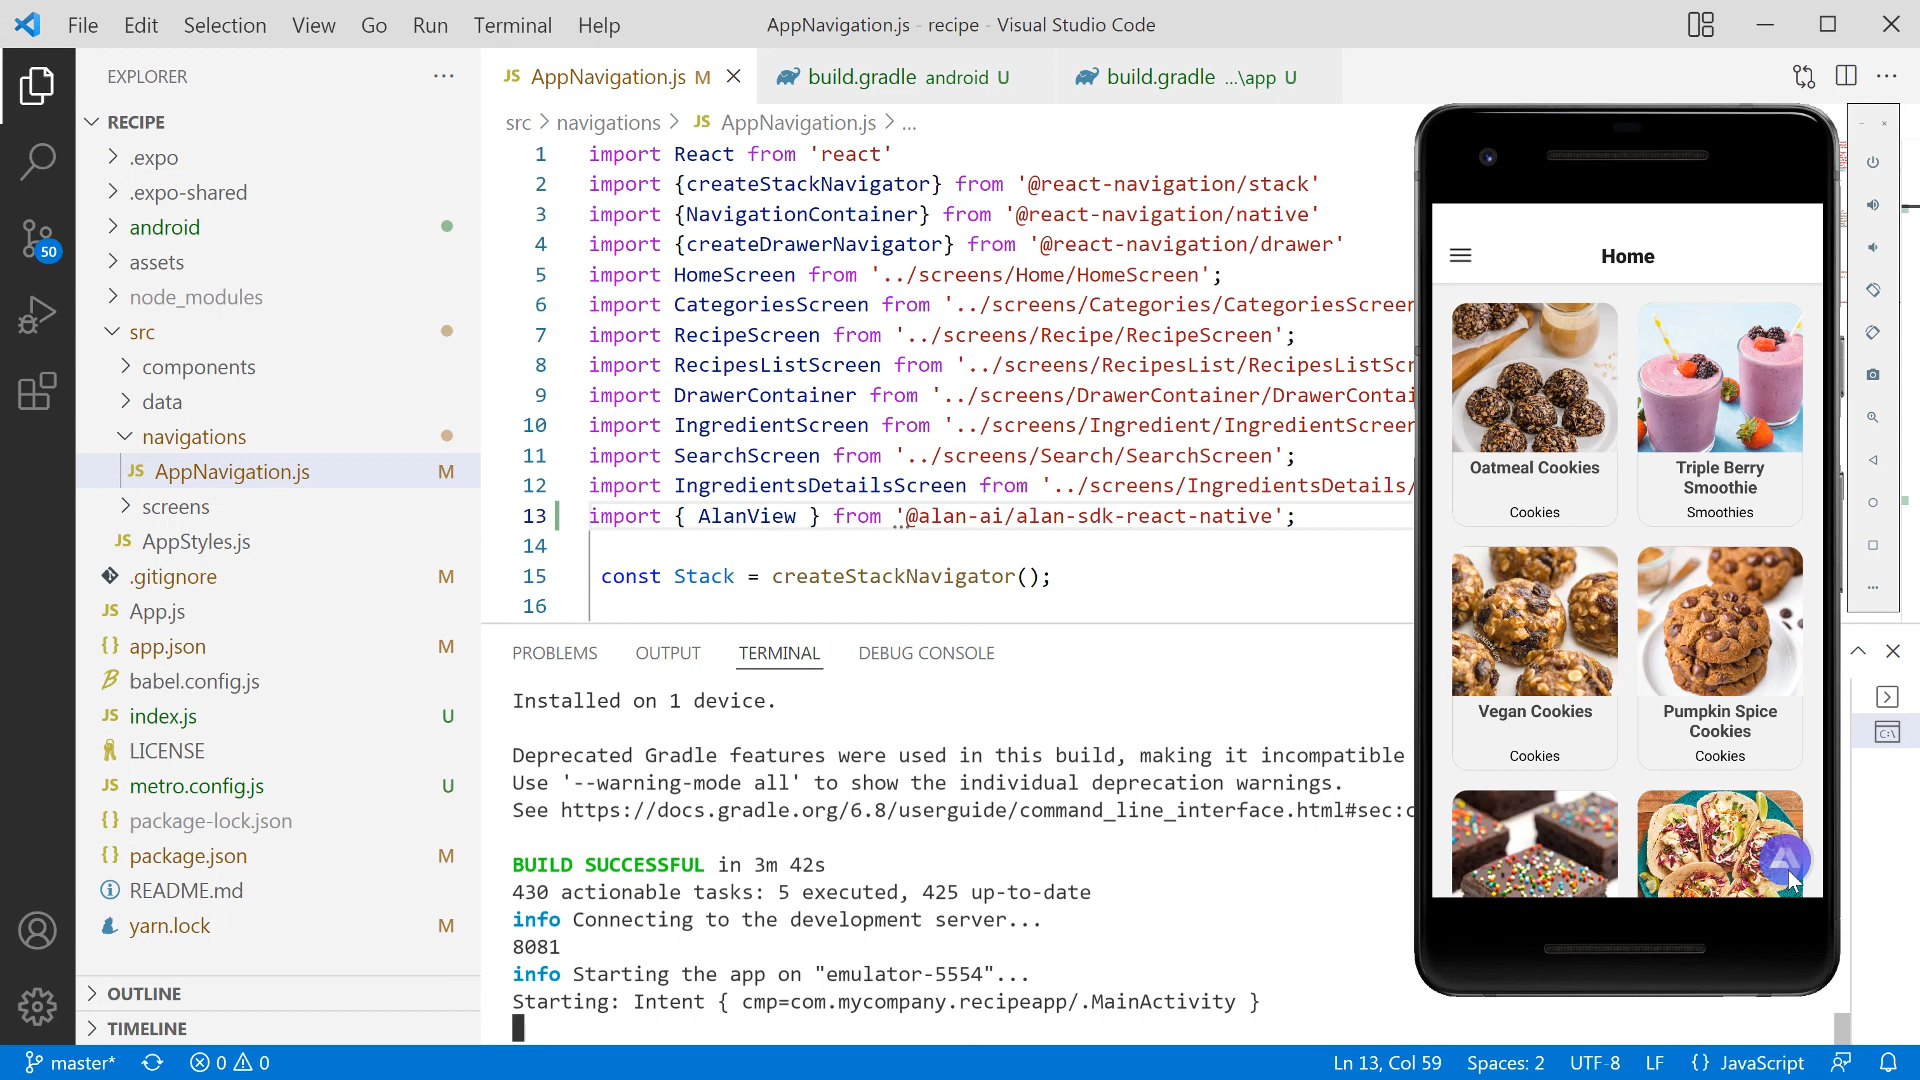 File Edit Selection View Go Run Terminal Help
AppNavigation.js - recipe - Visual Studio Code
EXPLORER
RECIPE
.expo
.expo-shared
android
assets
node_modules
src
components
data
navigations
AppNavigation.js M
screens
AppStyles.js
.gitignore M
App.js
app.json M
babel.config.js
index.js U
LICENSE
metro.config.js U
package-lock.json
package.json M
README.md
yarn.lock M
OUTLINE
TIMELINE
50
AppNavigation.js M
build.gradle android U
build.gradle ...\app U
src > navigations > JS AppNavigation.js > ...
1 import React from 'react'
2 import {createStackNavigator} from '@react-navigation/stack'
3 import {NavigationContainer} from '@react-navigation/native'
4 import {createDrawerNavigator} from '@react-navigation/drawer'
5 import HomeScreen from '../screens/Home/HomeScreen';
6 import CategoriesScreen from '../screens/Categories/CategoriesScreen
7 import RecipeScreen from '../screens/Recipe/RecipeScreen';
8 import RecipesListScreen from '../screens/RecipesList/RecipesListScr
9 import DrawerContainer from '../screens/DrawerContainer/DrawerContai
10 import IngredientScreen from '../screens/Ingredient/IngredientScreen
11 import SearchScreen from '../screens/Search/SearchScreen';
12 import IngredientsDetailsScreen from '../screens/IngredientsDetails/
13 import { AlanView } from '@alan-ai/alan-sdk-react-native';
14
15 const Stack = createStackNavigator();
16
PROBLEMS OUTPUT TERMINAL DEBUG CONSOLE
Installed on 1 device.
Deprecated Gradle features were used in this build, making it incompatible
Use '--warning-mode all' to show the individual deprecation warnings.
See https://docs.gradle.org/6.8/userguide/command_line_interface.html#sec:c
BUILD SUCCESSFUL in 3m 42s
430 actionable tasks: 5 executed, 425 up-to-date
info Connecting to the development server...
8081
info Starting the app on "emulator-5554"...
Starting: Intent { cmp=com.mycompany.recipeapp/.MainActivity }
Home
Oatmeal Cookies
Cookies
Triple Berry
Smoothie
Smoothies
Vegan Cookies
Cookies
Pumpkin Spice
Cookies
Cookies
master* 0 0
Ln 13, Col 59 Spaces: 2 UTF-8 LF {} JavaScript